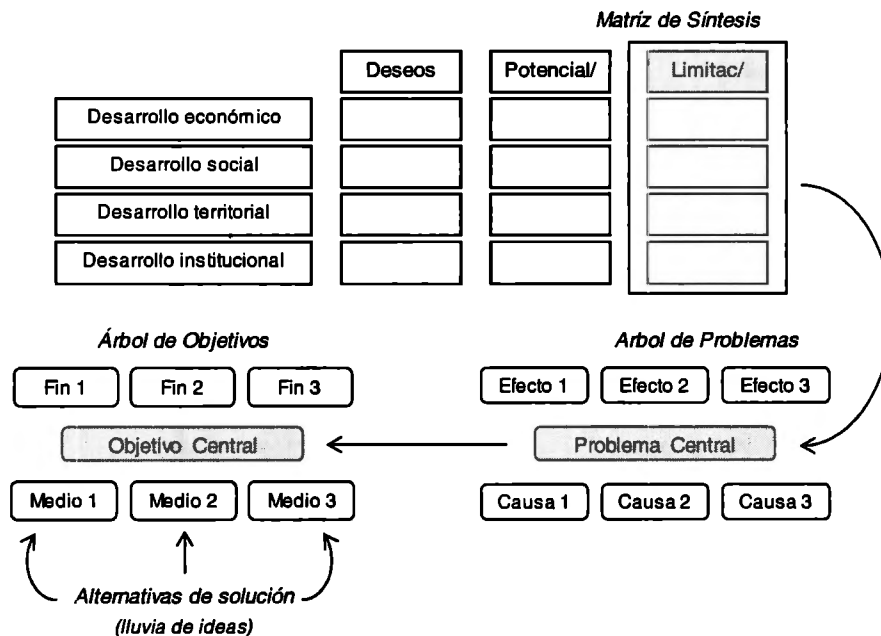 Matríz de Síntesis
Deseos Potencial/ Limitac/
Desarrollo económico
Desarrollo social
Desarrollo territorial
Desarrollo institucional
Árbol de Objetivos Arbol de Problemas
Fin 1 Fin 2 Fin 3 Efecto 1 Efecto 2 Efecto 3
Objetivo Central Problema Central
Medio 1 Medio 2 Medio 3 Causa 1 Causa 2 Causa 3
Alternativas de solución
(lluvia de ideas)